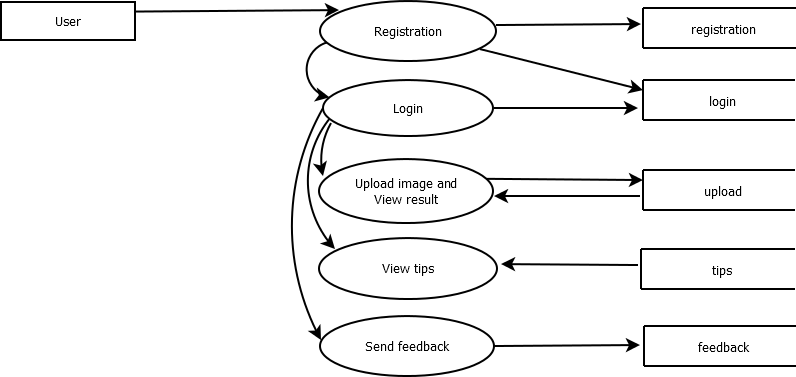 User
Registration
registration
Login
login
Upload image and
View result
upload
View tips
tips
Send feedback
feedback